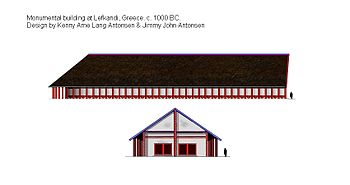 Monumental building at Lefkandi, Greece, c. 1000 BC.
Design by Kenny Arne Lang Antonsen & Jimmy John Antonsen